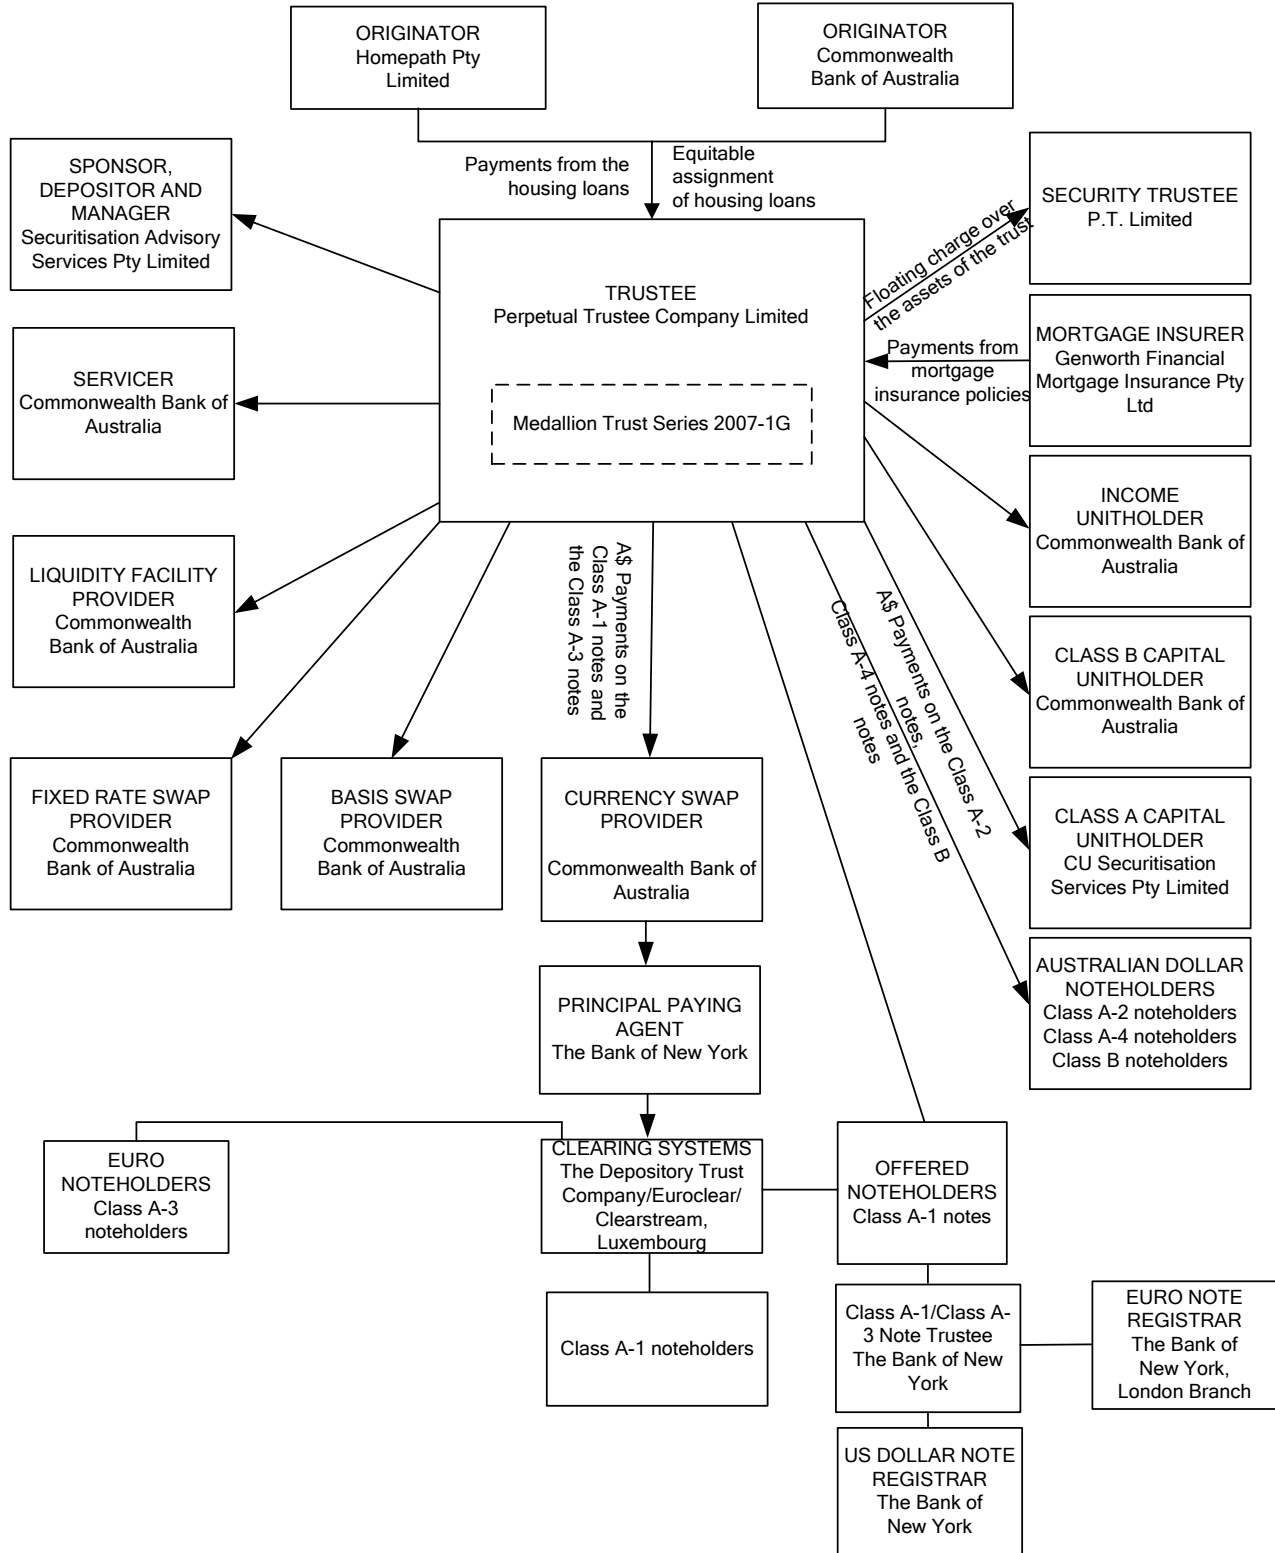 ORIGINATOR
Homepath Pty
Limited
ORIGINATOR
Commonwealth
Bank of Australia
SPONSOR,
DEPOSITOR AND
MANAGER
Securitisation Advisory
Services Pty Limited
Payments from the
housing loans
Equitable
assignment
of housing loans
SECURITY TRUSTEE
P.T. Limited
Floating charge over
the assets of the trust
TRUSTEE
Perpetual Trustee Company Limited
Medallion Trust Series 2007-1G
MORTGAGE INSURER
Genworth Financial
Mortgage Insurance Pty
Ltd
Payments from
mortgage
insurance policies
SERVICER
Commonwealth Bank of
Australia
INCOME
UNITHOLDER
Commonwealth Bank of
Australia
LIQUIDITY FACILITY
PROVIDER
Commonwealth
Bank of Australia
A$ Payments on the
Class A-1 notes and
the Class A-3 notes
A$ Payments on the Class A-2
notes,
Class A-4 notes and the Class B
notes
CLASS B CAPITAL
UNITHOLDER
Commonwealth Bank of
Australia
FIXED RATE SWAP
PROVIDER
Commonwealth
Bank of Australia
BASIS SWAP
PROVIDER
Commonwealth
Bank of Australia
CURRENCY SWAP
PROVIDER
Commonwealth Bank of
Australia
CLASS A CAPITAL
UNITHOLDER
CU Securitisation
Services Pty Limited
AUSTRALIAN DOLLAR
NOTEHOLDERS
Class A-2 noteholders
Class A-4 noteholders
Class B noteholders
PRINCIPAL PAYING
AGENT
The Bank of New York
EURO
NOTEHOLDERS
Class A-3
noteholders
CLEARING SYSTEMS
The Depository Trust
Company/Euroclear/
Clearstream,
Luxembourg
OFFERED
NOTEHOLDERS
Class A-1 notes
Class A-1 noteholders
Class A-1/Class A-
3 Note Trustee
The Bank of New
York
EURO NOTE
REGISTRAR
The Bank of
New York,
London Branch
US DOLLAR NOTE
REGISTRAR
The Bank of
New York